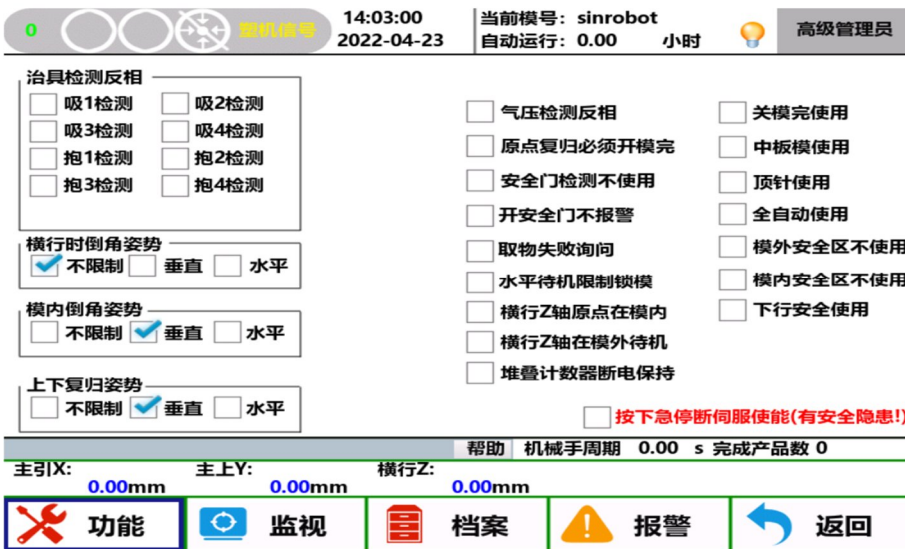 0 塑机信号 14:03:00 2022-04-23 当前模号: sinrobot 自动运行: 0.00 小时 高级管理员
治具检测反相
吸1检测 吸2检测
吸3检测 吸4检测
抱1检测 抱2检测
抱3检测 抱4检测
横行时倒角姿势
不限制 垂直 水平
模内倒角姿势
不限制 垂直 水平
上下复归姿势
不限制 垂直 水平
气压检测反相 关模完使用
原点复归必须开模完 中板模使用
安全门检测不使用 顶针使用
开安全门不报警 全自动使用
取物失败询问 模外安全区不使用
水平待机限制锁模 模内安全区不使用
横行Z轴原点在模内 下行安全使用
横行Z轴在模外待机
堆叠计数器断电保持
按下急停断伺服使能(有安全隐患!)
帮助 机械手周期 0.00 s 完成产品数 0
主引X: 主上Y: 横行Z:
0.00mm 0.00mm 0.00mm
功能 监视 档案 报警 返回